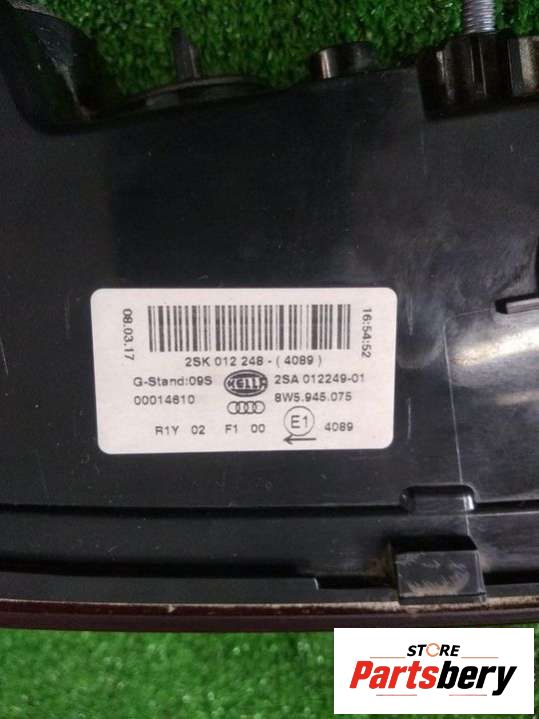 08.03.17
16:54:52
2SK 012 248 - ( 4089 )
G-Stand:09S HELLA 2SA 012249-01
00014610 8W5.945.075
R1Y 02 F1 00 E1 4089
STORE
Partsbery